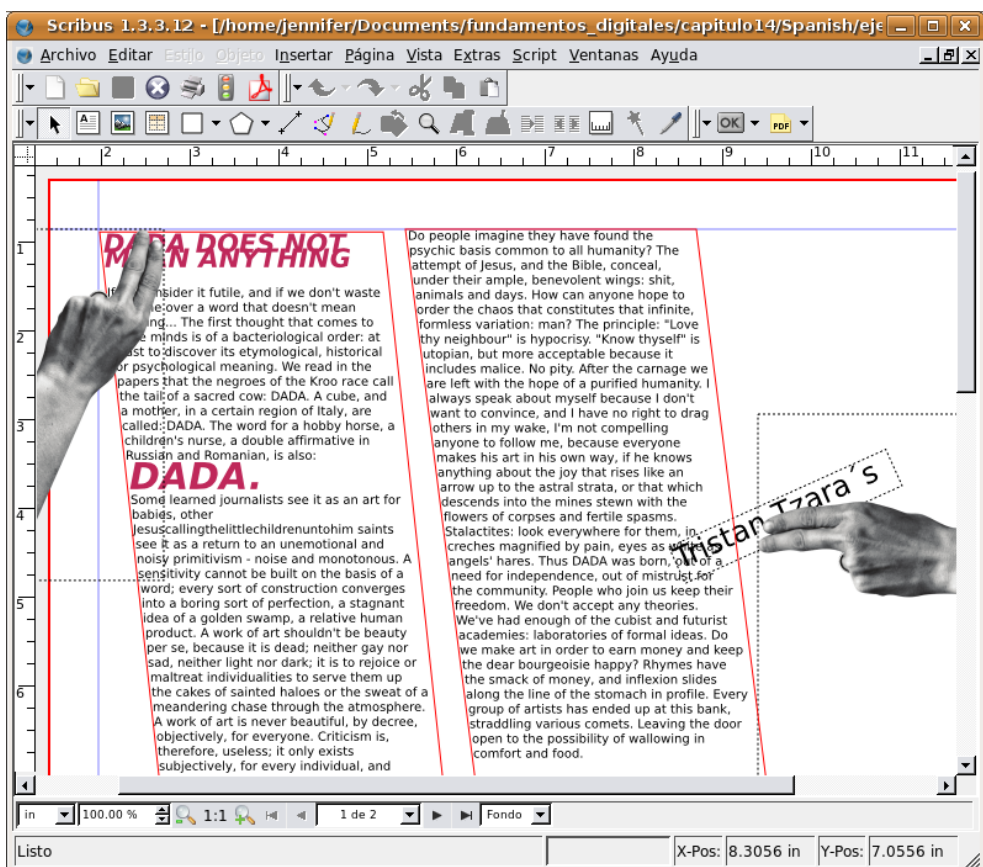 Scribus 1.3.3.12 - [/home/jennifer/Documents/fundamentos_digitales/capitulo14/Spanish/eje
Archivo Editar Estilo Objeto Insertar Página Vista Extras Script Ventanas Ayuda
OK PDF
2 3 4 5 6 7 8 9 10 11
1
2
3
4
5
6
DADA DOES NOT
MEAN ANYTHING
If consider it futile, and if we don't waste
over a word that doesn't mean
The first thought that comes to
minds is of a bacteriological order: at
to discover its etymological, historical
or psychological meaning. We read in the
papers that the negroes of the Kroo race call
the tail of a sacred cow: DADA. A cube, and
a mother, in a certain region of Italy, are
called: DADA. The word for a hobby horse, a
children's nurse, a double affirmative in
Russian and Romanian, is also:
DADA.
Some learned journalists see it as an art for
babies, other
Jesuscallingthelittlechildrenuntohim saints
see it as a return to an unemotional and
noisy primitivism - noise and monotonous. A
sensitivity cannot be built on the basis of a
word; every sort of construction converges
into a boring sort of perfection, a stagnant
idea of a golden swamp, a relative human
product. A work of art shouldn't be beauty
per se, because it is dead; neither gay nor
sad, neither light nor dark; it is to rejoice or
maltreat individualities to serve them up
the cakes of sainted haloes or the sweat of a
meandering chase through the atmosphere.
A work of art is never beautiful, by decree,
objectively, for everyone. Criticism is,
therefore, useless; it only exists
subjectively, for every individual, and
Do people imagine they have found the
psychic basis common to all humanity? The
attempt of Jesus, and the Bible, conceal,
under their ample, benevolent wings: shit,
animals and days. How can anyone hope to
order the chaos that constitutes that infinite,
formless variation: man? The principle: "Love
thy neighbour" is hypocrisy. "Know thyself" is
utopian, but more acceptable because it
includes malice. No pity. After the carnage we
are left with the hope of a purified humanity. I
always speak about myself because I don't
want to convince, and I have no right to drag
others in my wake, I'm not compelling
anyone to follow me, because everyone
makes his art in his own way, if he knows
anything about the joy that rises like an
arrow up to the astral strata, or that which
descends into the mines stewn with the
flowers of corpses and fertile spasms.
Stalactites: look everywhere for them, in
creches magnified by pain, eyes as white as
angels' hares. Thus DADA was born, out of a
need for independence, out of mistrust for
the community. People who join us keep their
freedom. We don't accept any theories.
We've had enough of the cubist and futurist
academies: laboratories of formal ideas. Do
we make art in order to earn money and keep
the dear bourgeoisie happy? Rhymes have
the smack of money, and inflexion slides
along the line of the stomach in profile. Every
group of artists has ended up at this bank,
straddling various comets. Leaving the door
open to the possibility of wallowing in
comfort and food.
Tristan Tzara´s
in 100.00 % 1:1 1 de 2 Fondo
Listo X-Pos: 8.3056 in Y-Pos: 7.0556 in